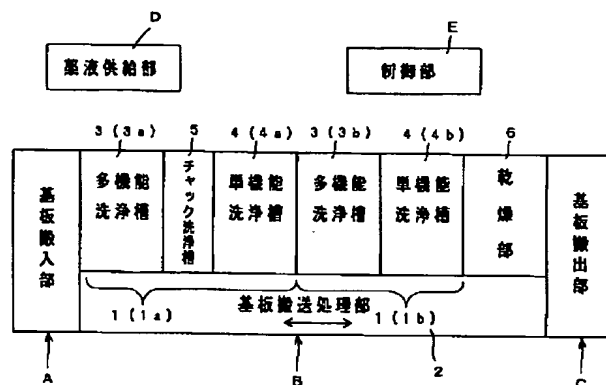 D
E
薬液供給部
制御部
3 (3a)
5
4 (4a)
3 (3b)
4 (4b)
6
基板搬入部
多機能
洗浄槽
チャック洗浄槽
単機能
洗浄槽
多機能
洗浄槽
単機能
洗浄槽
乾燥部
基板搬出部
基板搬送処理部
1 (1a)
1 (1b)
2
A
B
C